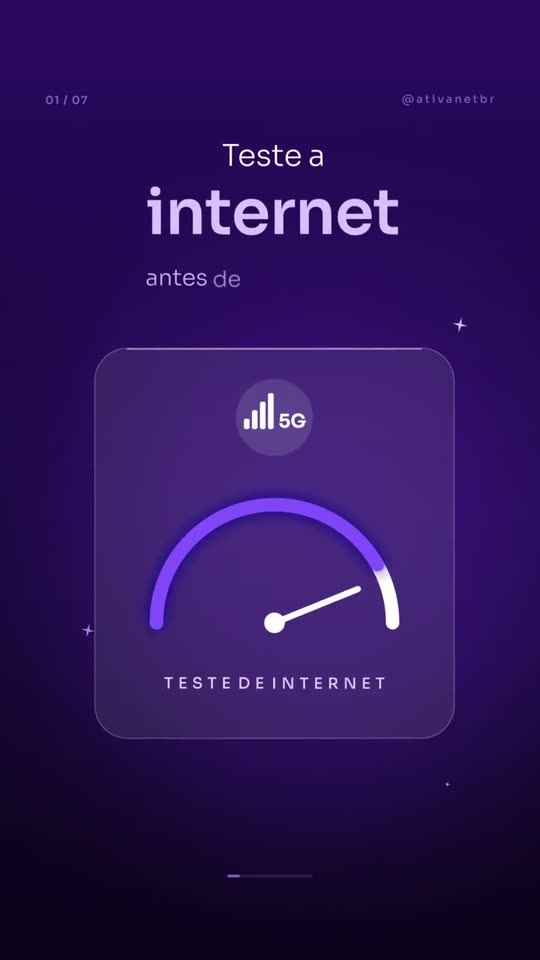 01 / 07
@ativanetbr
Teste a
internet
antes de
5G
TESTE DE INTERNET